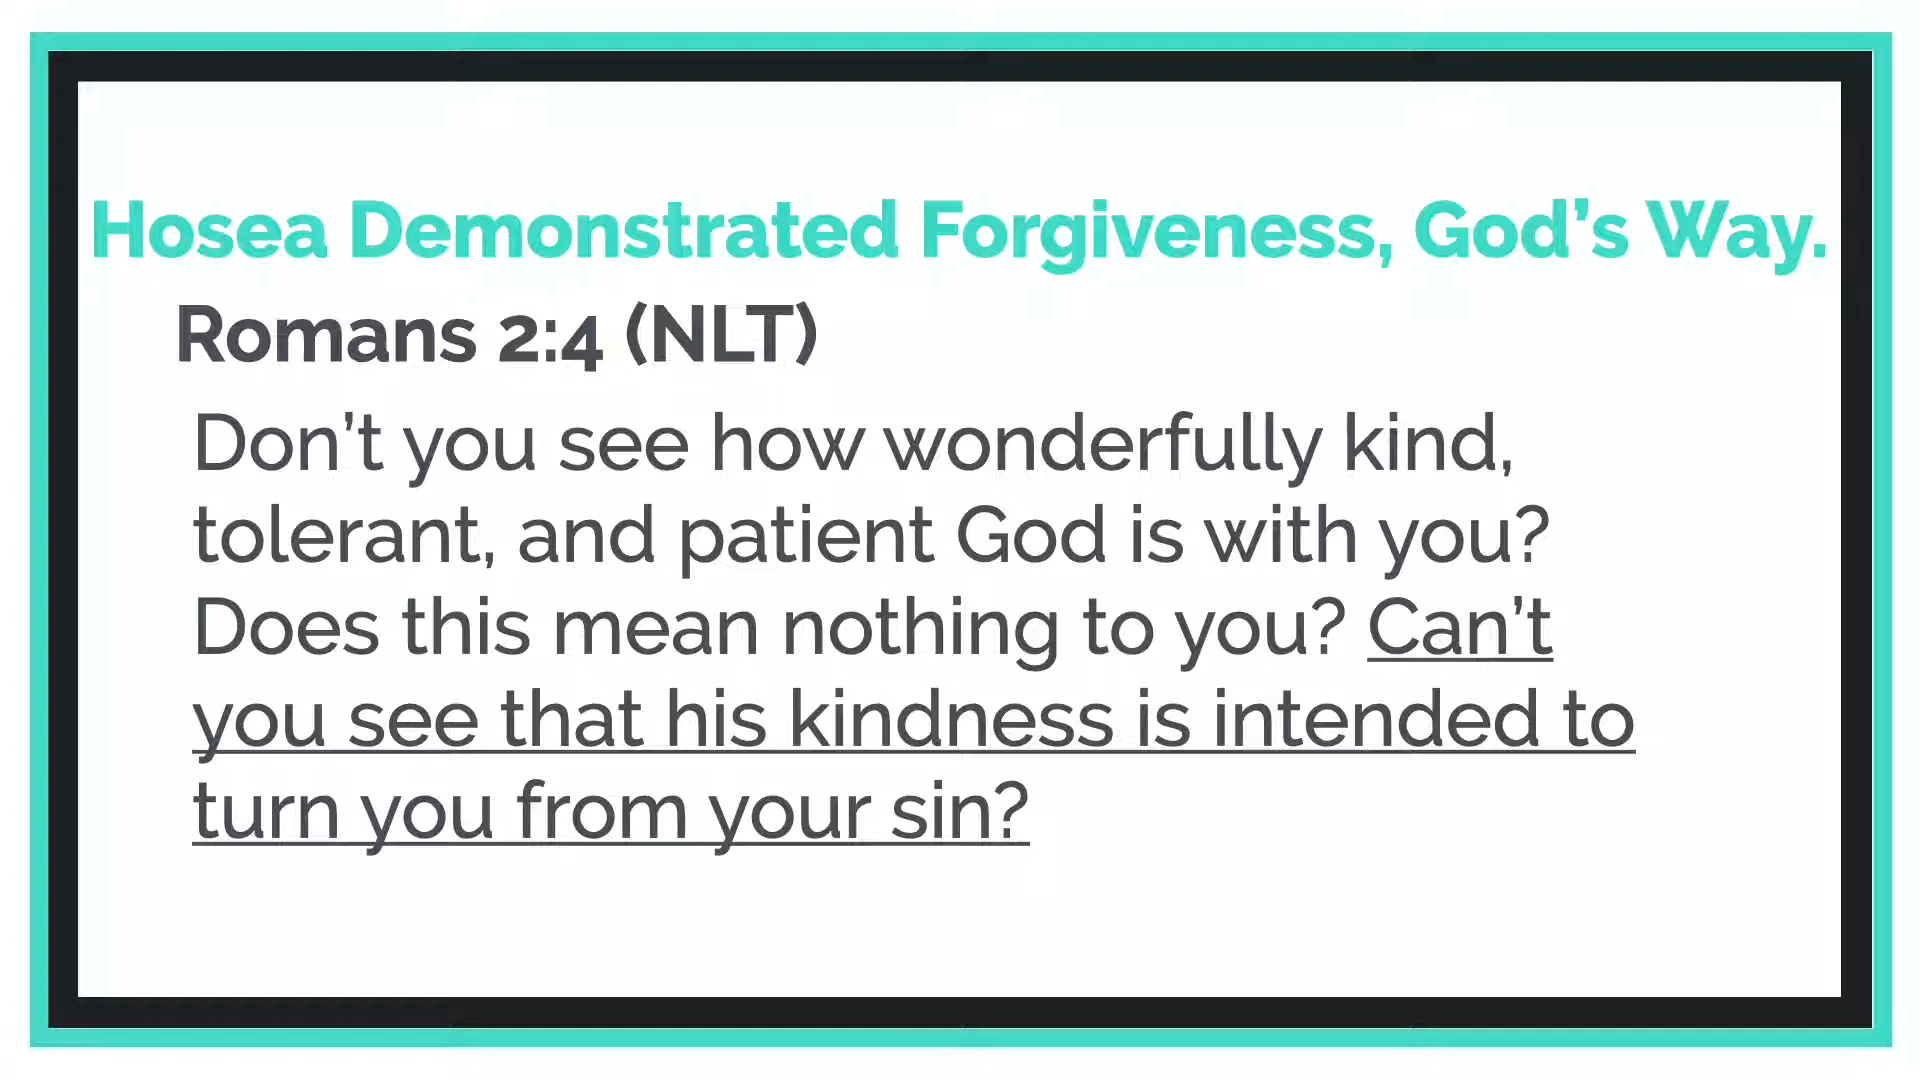 Hosea Demonstrated Forgiveness, God’s Way.
Romans 2:4 (NLT)
Don’t you see how wonderfully kind,
tolerant, and patient God is with you?
Does this mean nothing to you? Can’t
you see that his kindness is intended to
turn you from your sin?